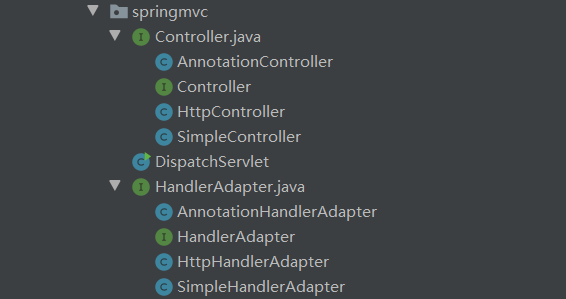 springmvc
Controller.java
AnnotationController
Controller
HttpController
SimpleController
DispatchServlet
HandlerAdapter.java
AnnotationHandlerAdapter
HandlerAdapter
HttpHandlerAdapter
SimpleHandlerAdapter